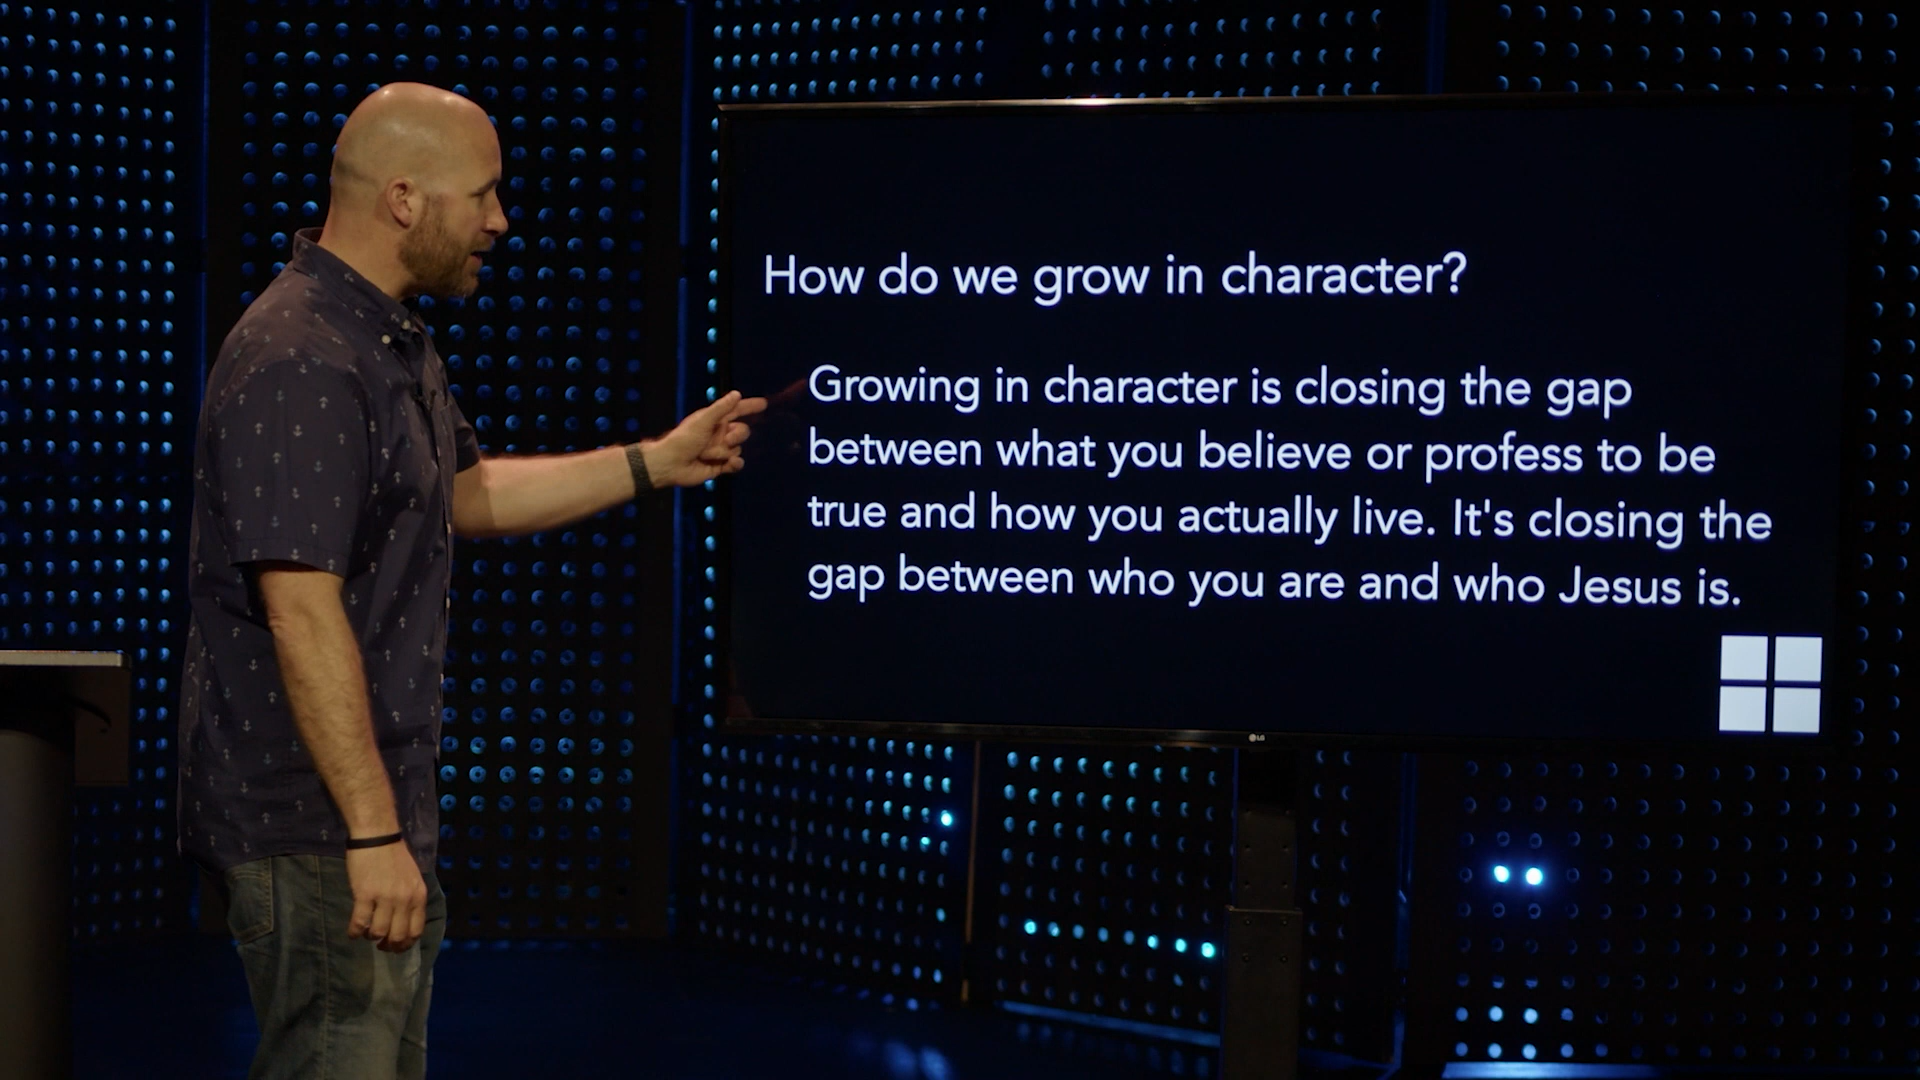 How do we grow in character?
Growing in character is closing the gap
between what you believe or profess to be
true and how you actually live. It's closing the
gap between who you are and who Jesus is.
LG